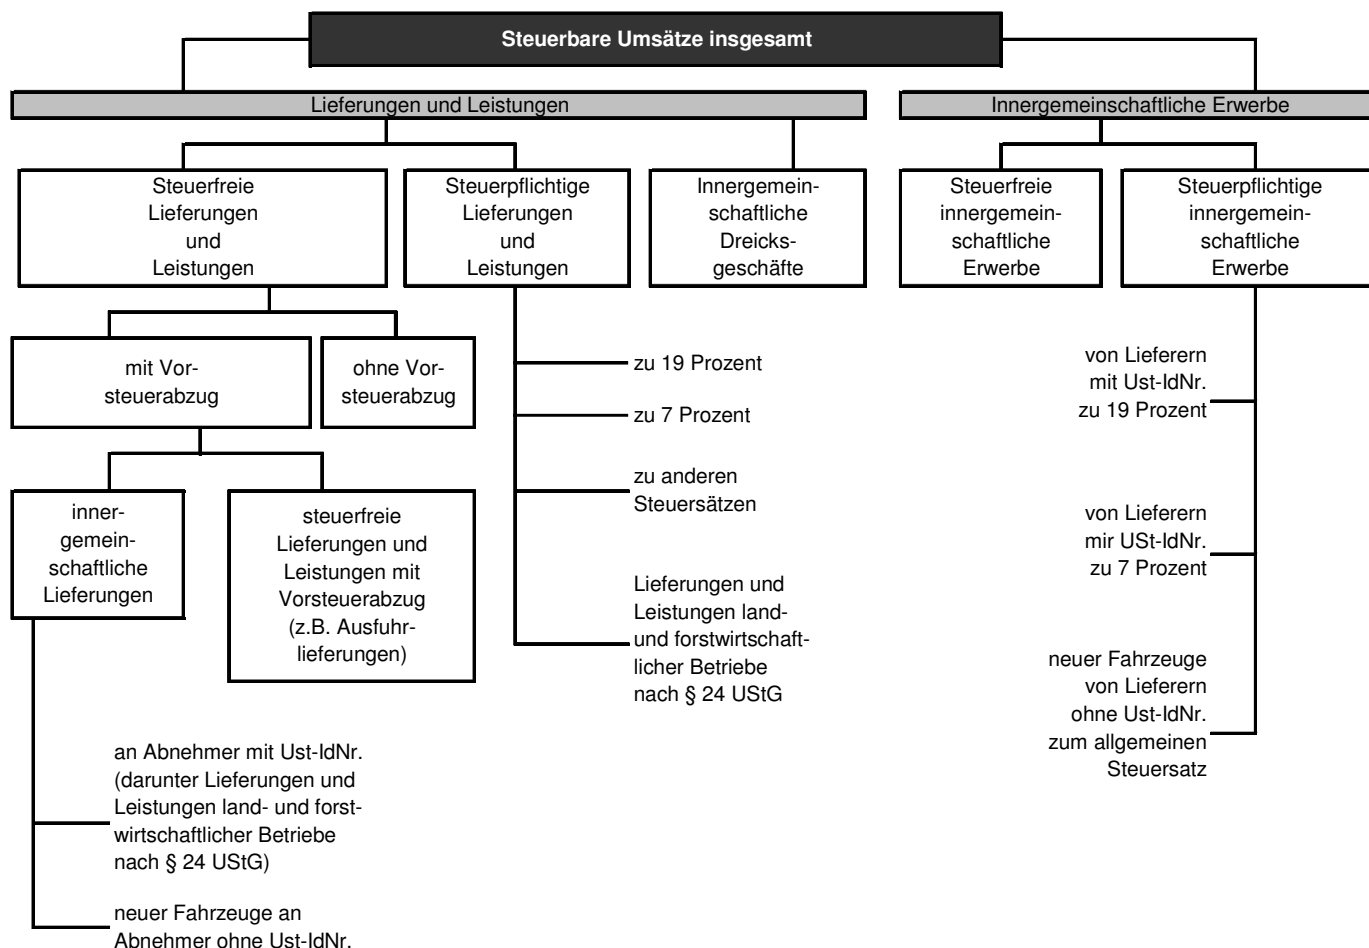 Steuerbare Umsätze insgesamt
Lieferungen und Leistungen
Innergemeinschaftliche Erwerbe
Steuerfreie
Lieferungen
und
Leistungen
Steuerpflichtige
Lieferungen
und
Leistungen
Innergemein-
schaftliche
Dreicks-
geschäfte
Steuerfreie
innergemein-
schaftliche
Erwerbe
Steuerpflichtige
innergemein-
schaftliche
Erwerbe
mit Vor-
steuerabzug
ohne Vor-
steuerabzug
inner-
gemein-
schaftliche
Lieferungen
steuerfreie
Lieferungen und
Leistungen mit
Vorsteuerabzug
(z.B. Ausfuhr-
lieferungen)
an Abnehmer mit Ust-IdNr.
(darunter Lieferungen und
Leistungen land- und forst-
wirtschaftlicher Betriebe
nach § 24 UStG)
neuer Fahrzeuge an
Abnehmer ohne Ust-IdNr.
zu 19 Prozent
zu 7 Prozent
zu anderen
Steuersätzen
Lieferungen und
Leistungen land-
und forstwirtschaft-
licher Betriebe
nach § 24 UStG
von Lieferern
mit Ust-IdNr.
zu 19 Prozent
von Lieferern
mir USt-IdNr.
zu 7 Prozent
neuer Fahrzeuge
von Lieferern
ohne Ust-IdNr.
zum allgemeinen
Steuersatz